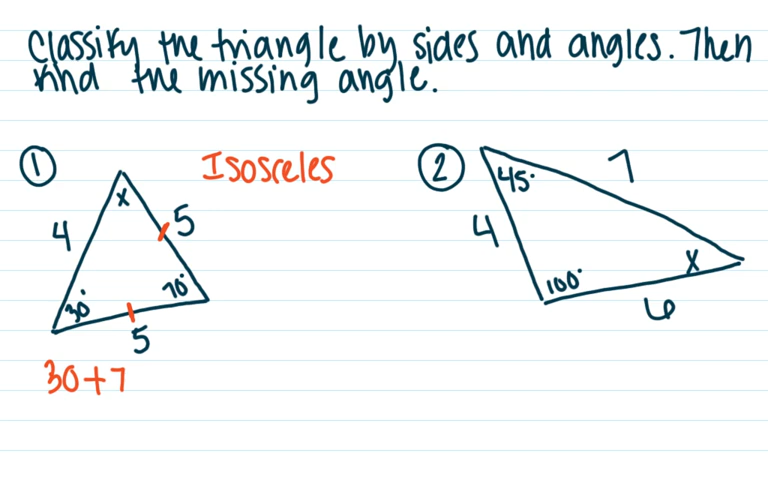 Classify the triangle by sides and angles. Then
find the missing angle.
1 Isosceles
x
4 5
30° 70°
5
30+7
2
45° 7
4
100° x
6